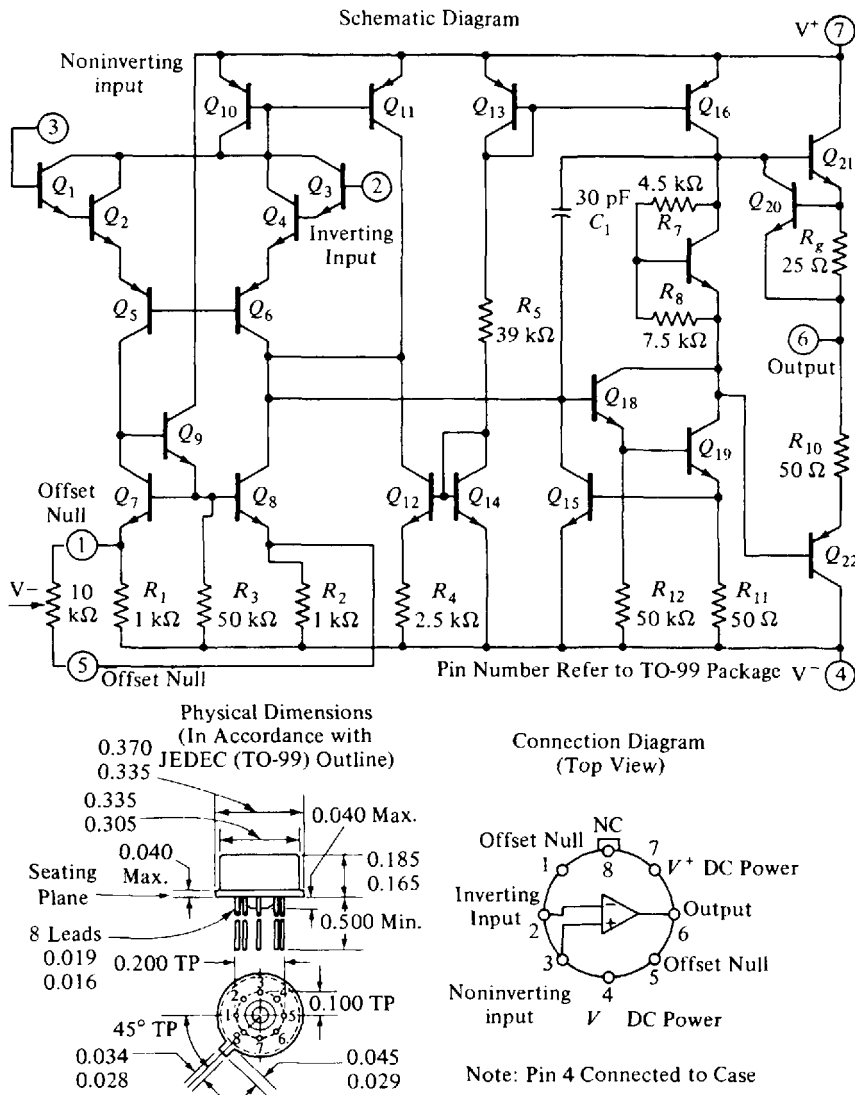 Schematic Diagram
V+ 7
Noninverting
input
Q10
Q11
Q13
Q16
3
Q21
Q1
Q3
2
Q2
Q4
Inverting
Input
30 pF
C1
4.5 kΩ
R7
Q20
Rg
25 Ω
Q5
Q6
R5
39 kΩ
R8
7.5 kΩ
6
Output
Q18
Q9
Q19
R10
50 Ω
Offset
Null
Q7
Q8
Q12
Q14
Q15
1
Q22
V−
10
kΩ
R1
1 kΩ
R3
50 kΩ
R2
1 kΩ
R4
2.5 kΩ
R12
50 kΩ
R11
50 Ω
5
Offset Null
Pin Number Refer to TO-99 Package
V− 4
Physical Dimensions
(In Accordance with
JEDEC (TO-99) Outline)
0.370
0.335
0.335
0.305
0.040 Max.
0.040
Max.
0.185
0.165
Seating
Plane
0.500 Min.
8 Leads
0.019
0.016
0.200 TP
0.100 TP
1 2 3 4 5 6 7 8
45° TP
0.034
0.028
0.045
0.029
Connection Diagram
(Top View)
NC
Offset Null
1
8
7
V+ DC Power
Inverting
Input
2
−
+
Output
6
3
5
Offset Null
4
Noninverting
input
V DC Power
Note: Pin 4 Connected to Case